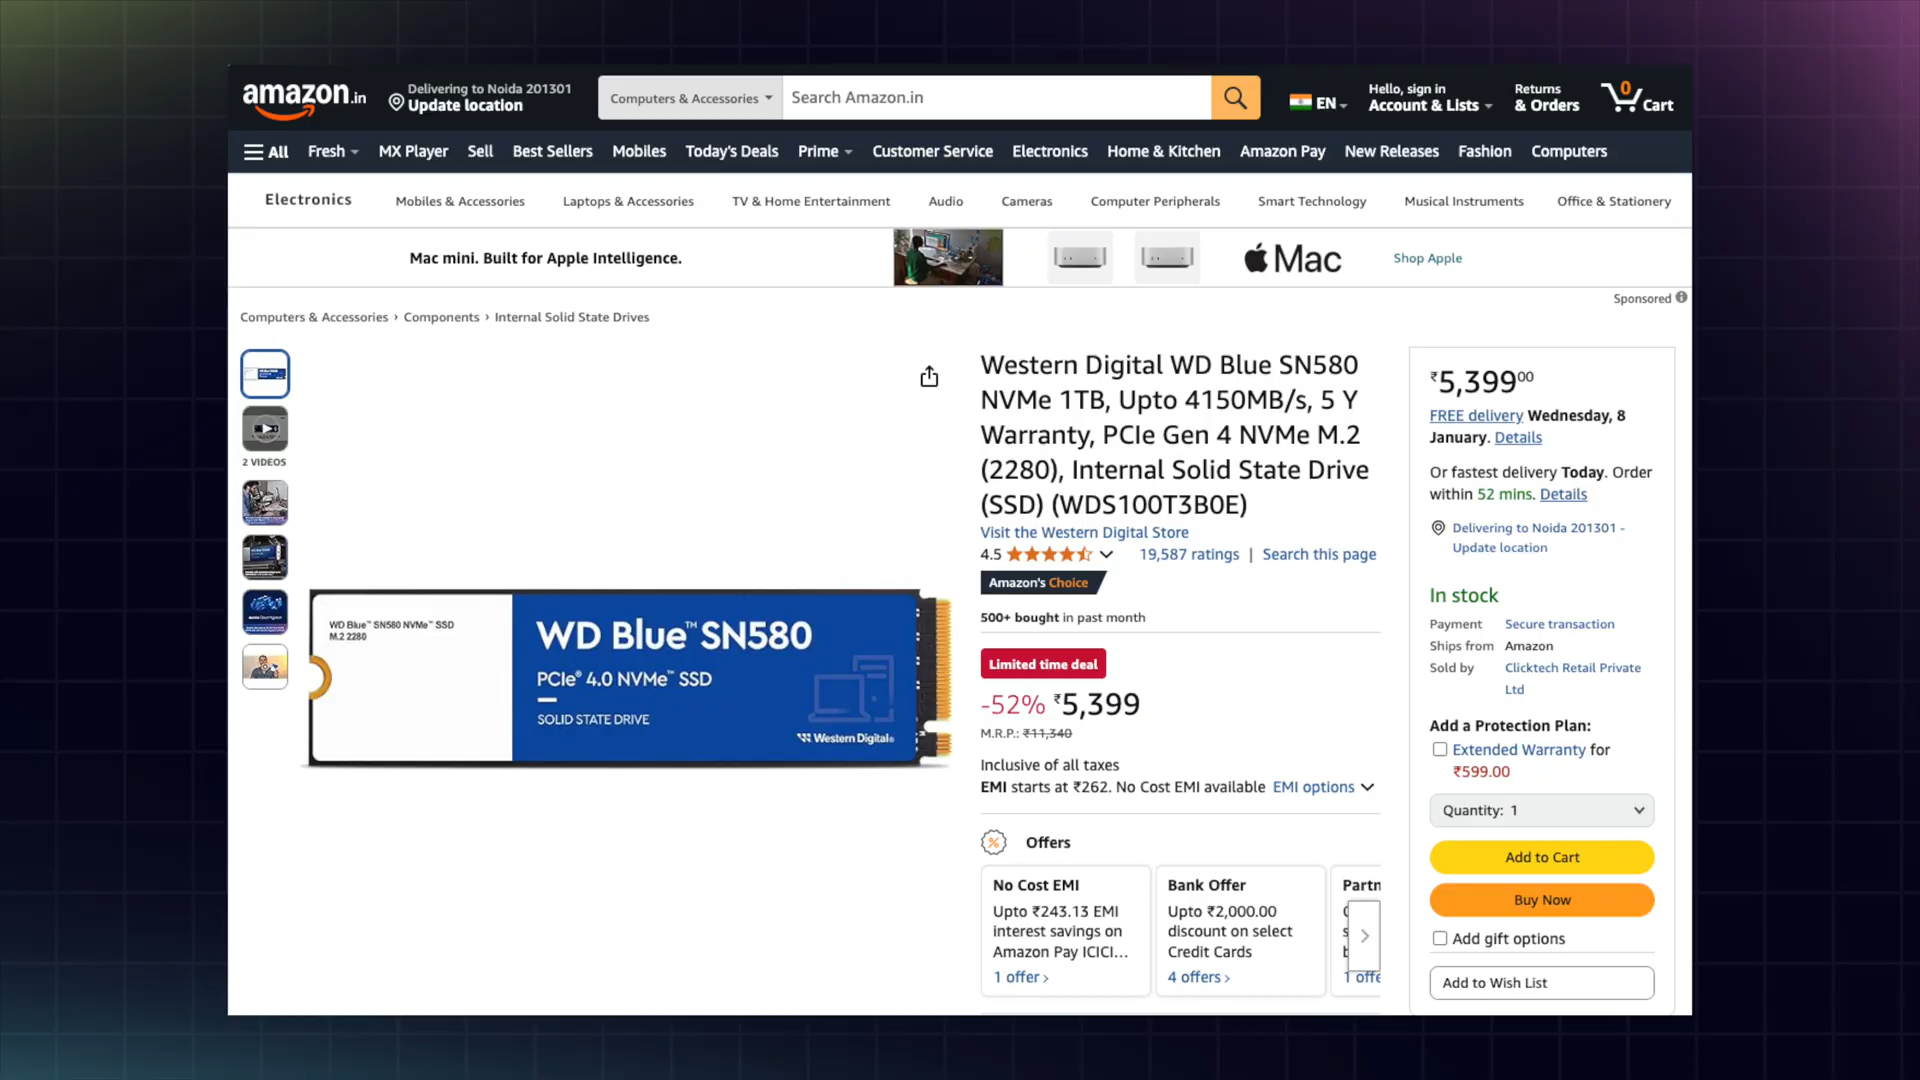 amazon.in
Delivering to Noida 201301
Update location
Computers & Accessories
Search Amazon.in
EN
Hello, sign in
Account & Lists
Returns
& Orders
0
Cart
All
Fresh
MX Player
Sell
Best Sellers
Mobiles
Today's Deals
Prime
Customer Service
Electronics
Home & Kitchen
Amazon Pay
New Releases
Fashion
Computers
Electronics
Mobiles & Accessories
Laptops & Accessories
TV & Home Entertainment
Audio
Cameras
Computer Peripherals
Smart Technology
Musical Instruments
Office & Stationery
Mac mini. Built for Apple Intelligence.
Mac
Shop Apple
Sponsored
Computers & Accessories › Components › Internal Solid State Drives
2 VIDEOS
WD Blue™ SN580 NVMe™ SSD
M.2 2280
WD Blue™ SN580
PCIe® 4.0 NVMe™ SSD
SOLID STATE DRIVE
Western Digital®
Western Digital WD Blue SN580
NVMe 1TB, Upto 4150MB/s, 5 Y
Warranty, PCIe Gen 4 NVMe M.2
(2280), Internal Solid State Drive
(SSD) (WDS100T3B0E)
Visit the Western Digital Store
4.5
19,587 ratings | Search this page
Amazon's Choice
500+ bought in past month
Limited time deal
-52% ₹5,399
M.R.P.: ₹11,340
Inclusive of all taxes
EMI starts at ₹262. No Cost EMI available EMI options
Offers
No Cost EMI
Upto ₹243.13 EMI
interest savings on
Amazon Pay ICICI...
1 offer ›
Bank Offer
Upto ₹2,000.00
discount on select
Credit Cards
4 offers ›
Partn
1 offe
₹5,399 00
FREE delivery Wednesday, 8
January. Details
Or fastest delivery Today. Order
within 52 mins. Details
Delivering to Noida 201301 -
Update location
In stock
Payment Secure transaction
Ships from Amazon
Sold by Clicktech Retail Private
Ltd
Add a Protection Plan:
Extended Warranty for
₹599.00
Quantity: 1
Add to Cart
Buy Now
Add gift options
Add to Wish List